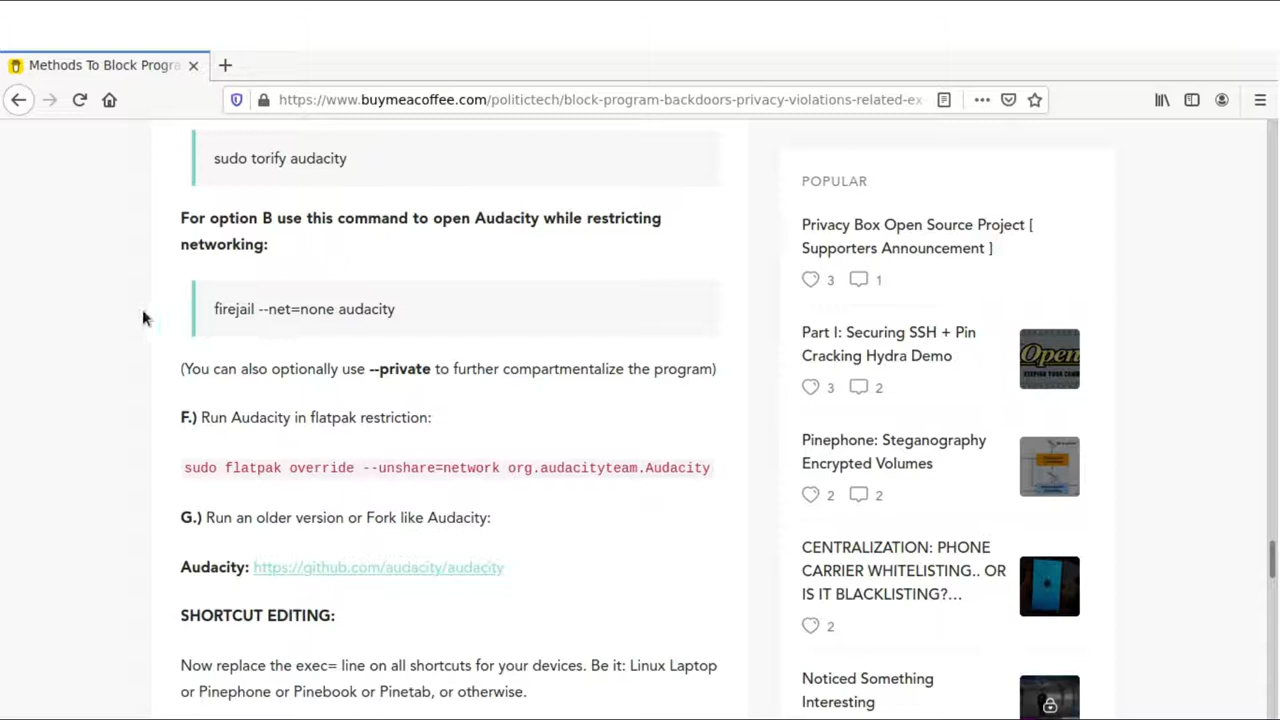 Methods To Block Progra
https://www.buymeacoffee.com/politictech/block-program-backdoors-privacy-violations-related-ex
sudo torify audacity
For option B use this command to open Audacity while restricting
networking:
firejail --net=none audacity
(You can also optionally use --private to further compartmentalize the program)
F.) Run Audacity in flatpak restriction:
sudo flatpak override --unshare=network org.audacityteam.Audacity
G.) Run an older version or Fork like Audacity:
Audacity: https://github.com/audacity/audacity
SHORTCUT EDITING:
Now replace the exec= line on all shortcuts for your devices. Be it: Linux Laptop
or Pinephone or Pinebook or Pinetab, or otherwise.
POPULAR
Privacy Box Open Source Project [
Supporters Announcement ]
3 1
Part I: Securing SSH + Pin
Cracking Hydra Demo
Open
3 2
Pinephone: Steganography
Encrypted Volumes
2 2
CENTRALIZATION: PHONE
CARRIER WHITELISTING.. OR
IS IT BLACKLISTING?...
2
Noticed Something
Interesting